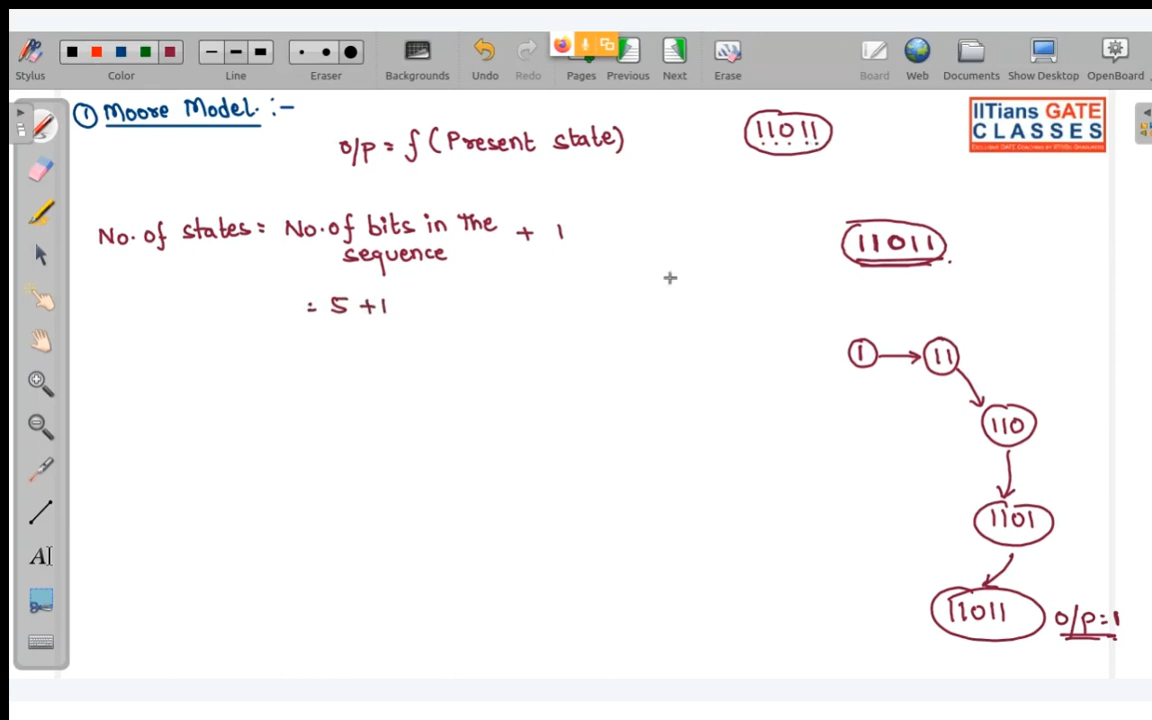 Stylus
Color
Line
Eraser
Backgrounds
Undo
Redo
Pages
Previous
Next
Erase
Board
Web
Documents
Show Desktop
OpenBoard
① Moore Model :-
o/p = f (Present state)
11011
IITians GATE
CLASSES
No. of states = No. of bits in the sequence + 1
= 5 + 1
11011.
1
11
110
1101
11011
o/p = 1
AI